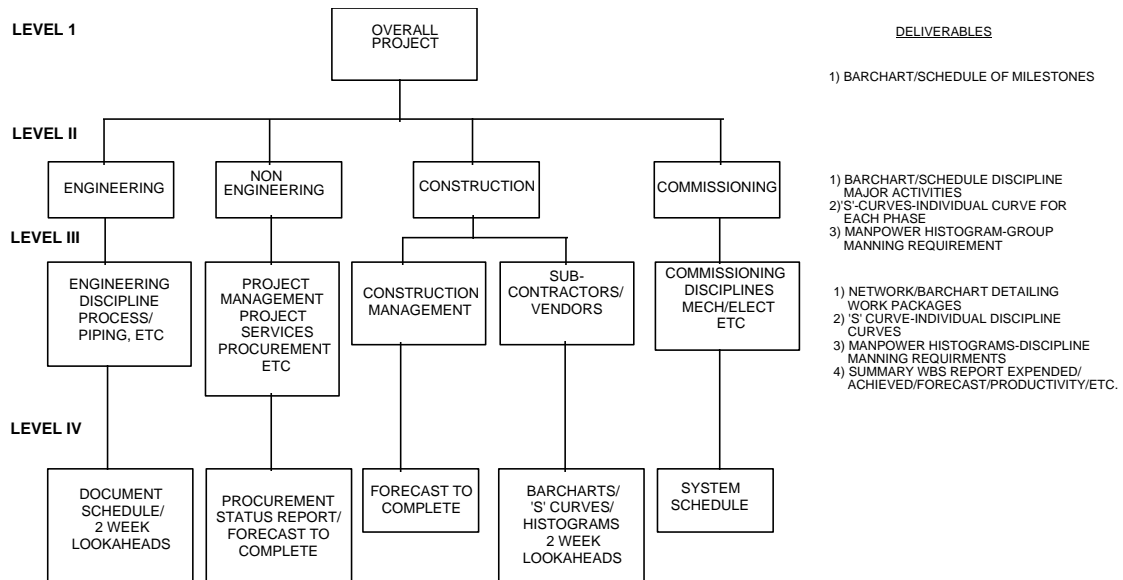 LEVEL 1
OVERALL
PROJECT
DELIVERABLES
1) BARCHART/SCHEDULE OF MILESTONES
LEVEL II
ENGINEERING
NON
ENGINEERING
CONSTRUCTION
COMMISSIONING
1) BARCHART/SCHEDULE DISCIPLINE
MAJOR ACTIVITIES
2)'S'-CURVES-INDIVIDUAL CURVE FOR
EACH PHASE
3) MANPOWER HISTOGRAM-GROUP
MANNING REQUIREMENT
LEVEL III
ENGINEERING
DISCIPLINE
PROCESS/
PIPING, ETC
PROJECT
MANAGEMENT
PROJECT
SERVICES
PROCUREMENT
ETC
CONSTRUCTION
MANAGEMENT
SUB-
CONTRACTORS/
VENDORS
COMMISSIONING
DISCIPLINES
MECH/ELECT
ETC
1) NETWORK/BARCHART DETAILING
WORK PACKAGES
2) 'S' CURVE-INDIVIDUAL DISCIPLINE
CURVES
3) MANPOWER HISTOGRAMS-DISCIPLINE
MANNING REQUIRMENTS
4) SUMMARY WBS REPORT EXPENDED/
ACHIEVED/FORECAST/PRODUCTIVITY/ETC.
LEVEL IV
DOCUMENT
SCHEDULE/
2 WEEK
LOOKAHEADS
PROCUREMENT
STATUS REPORT/
FORECAST TO
COMPLETE
FORECAST TO
COMPLETE
BARCHARTS/
'S' CURVES/
HISTOGRAMS
2 WEEK
LOOKAHEADS
SYSTEM
SCHEDULE